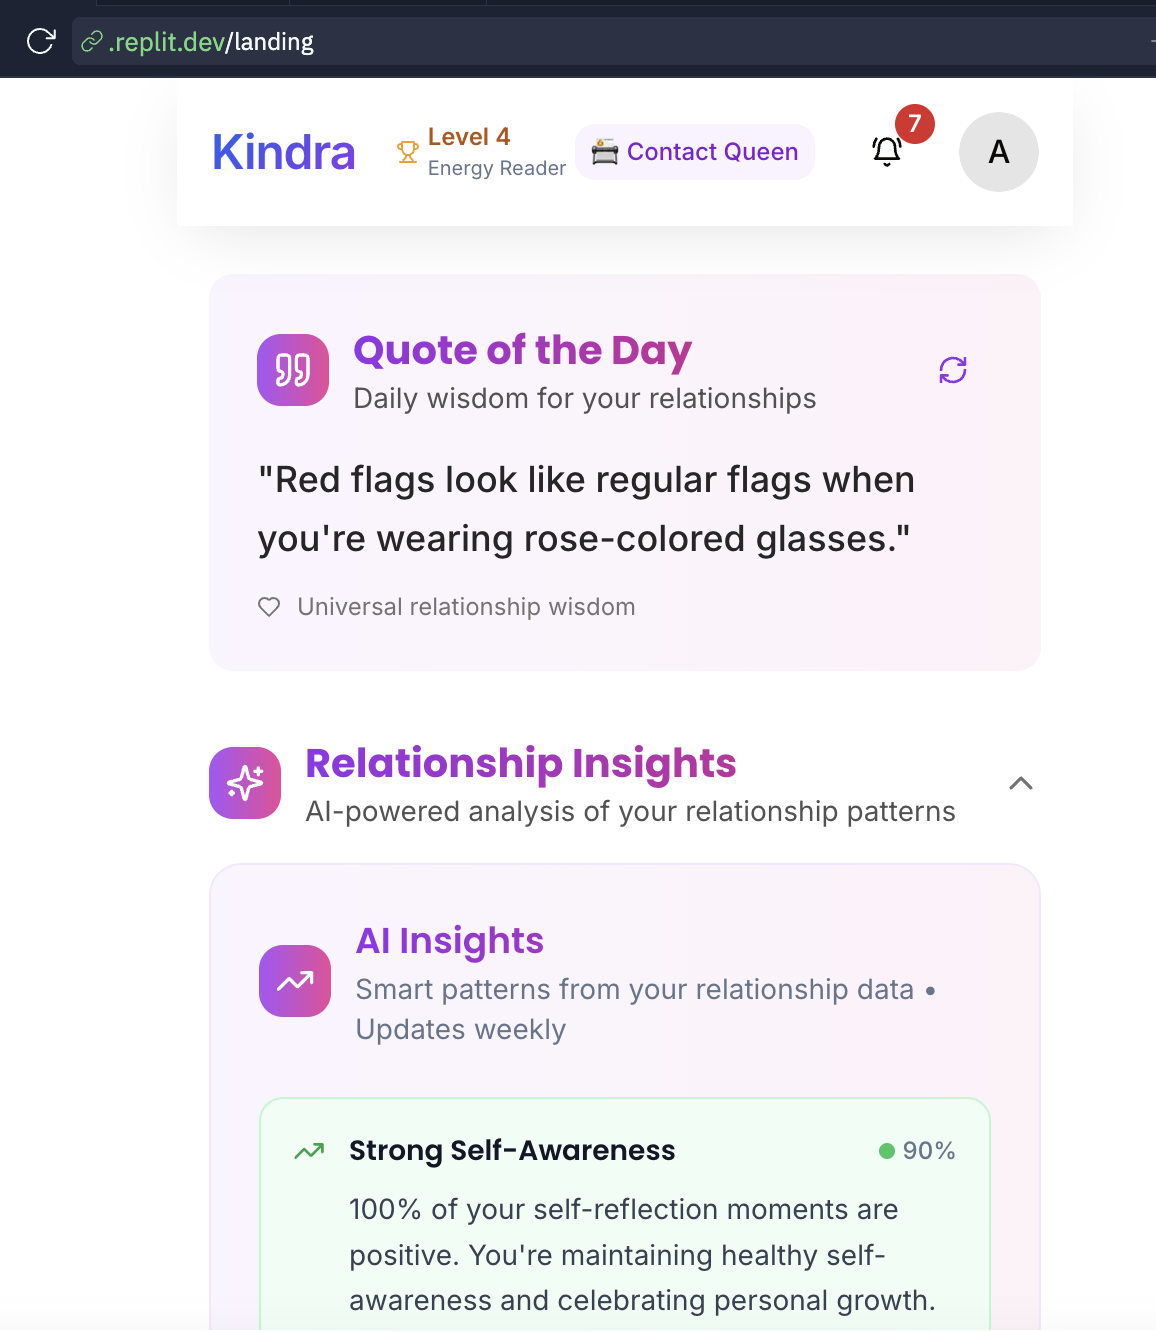 .replit.dev/landing
Kindra
Level 4
Energy Reader
Contact Queen
7
A
Quote of the Day
Daily wisdom for your relationships
"Red flags look like regular flags when
you're wearing rose-colored glasses."
Universal relationship wisdom
Relationship Insights
AI-powered analysis of your relationship patterns
AI Insights
Smart patterns from your relationship data •
Updates weekly
Strong Self-Awareness
90%
100% of your self-reflection moments are
positive. You're maintaining healthy self-
awareness and celebrating personal growth.